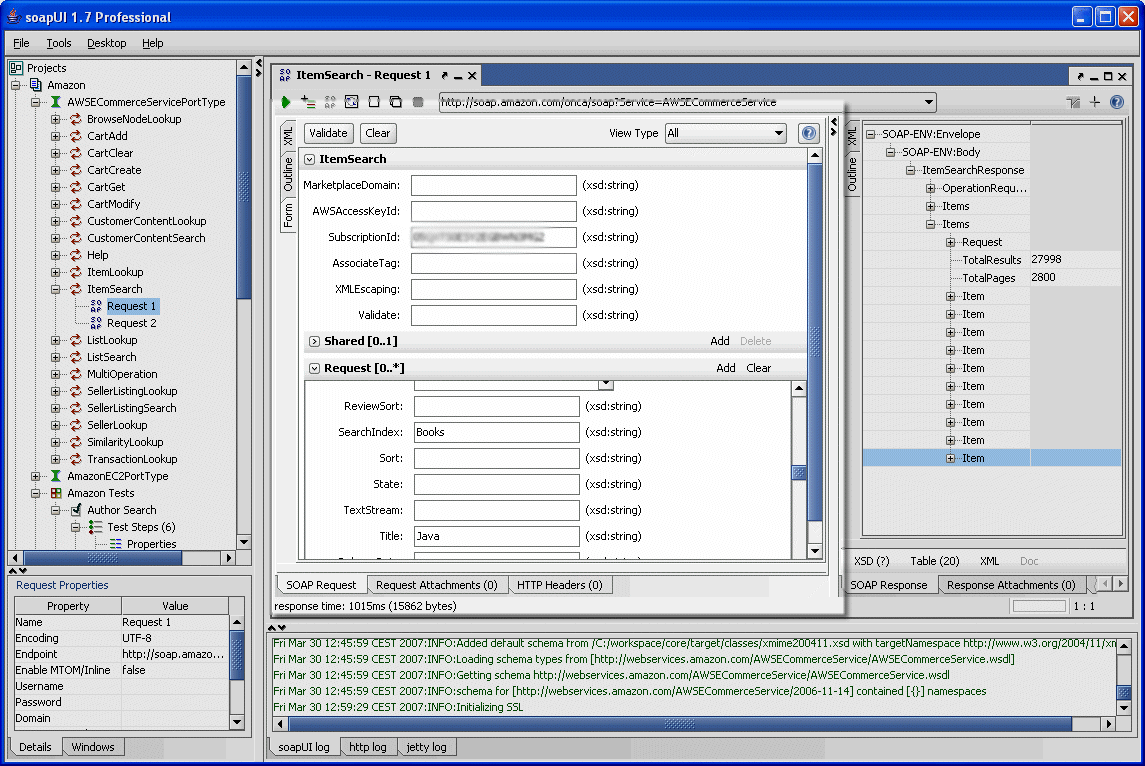 soapUI 1.7 Professional
File Tools Desktop Help
Projects
Amazon
AWSECommerceServicePortType
BrowseNodeLookup
CartAdd
CartClear
CartCreate
CartGet
CartModify
CustomerContentLookup
CustomerContentSearch
Help
ItemLookup
ItemSearch
Request 1
Request 2
ListLookup
ListSearch
MultiOperation
SellerListingLookup
SellerListingSearch
SellerLookup
SimilarityLookup
TransactionLookup
AmazonEC2PortType
Amazon Tests
Author Search
Test Steps (6)
Properties
Request Properties
Property Value
Name Request 1
Encoding UTF-8
Endpoint http://soap.amazo...
Enable MTOM/Inline false
Username
Password
Domain
Details Windows
ItemSearch - Request 1
http://soap.amazon.com/onca/soap?Service=AWSECommerceService
XML
Outline
Form
Validate Clear View Type All
ItemSearch
MarketplaceDomain: (xsd:string)
AWSAccessKeyId: (xsd:string)
SubscriptionId: (xsd:string)
AssociateTag: (xsd:string)
XMLEscaping: (xsd:string)
Validate: (xsd:string)
Shared [0..1] Add Delete
Request [0..*] Add Clear
ReviewSort: (xsd:string)
SearchIndex: Books (xsd:string)
Sort: (xsd:string)
State: (xsd:string)
TextStream: (xsd:string)
Title: Java (xsd:string)
SOAP Request Request Attachments (0) HTTP Headers (0)
response time: 1015ms (15862 bytes)
XML
Outline
SOAP-ENV:Envelope
SOAP-ENV:Body
ItemSearchResponse
OperationRequ...
Items
Items
Request
TotalResults 27998
TotalPages 2800
Item
Item
Item
Item
Item
Item
Item
Item
Item
Item
XSD (?) Table (20) XML Doc
SOAP Response Response Attachments (0)
1 : 1
Fri Mar 30 12:45:59 CEST 2007:INFO:Added default schema from /C:/workspace/core/target/classes/xmime200411.xsd with targetNamespace http://www.w3.org/2004/11/xm
Fri Mar 30 12:45:59 CEST 2007:INFO:Loading schema types from [http://webservices.amazon.com/AWSECommerceService/AWSECommerceService.wsdl]
Fri Mar 30 12:45:59 CEST 2007:INFO:Getting schema http://webservices.amazon.com/AWSECommerceService/AWSECommerceService.wsdl
Fri Mar 30 12:45:59 CEST 2007:INFO:schema for [http://webservices.amazon.com/AWSECommerceService/2006-11-14] contained [{}] namespaces
Fri Mar 30 12:59:29 CEST 2007:INFO:Initializing SSL
soapUI log http log jetty log